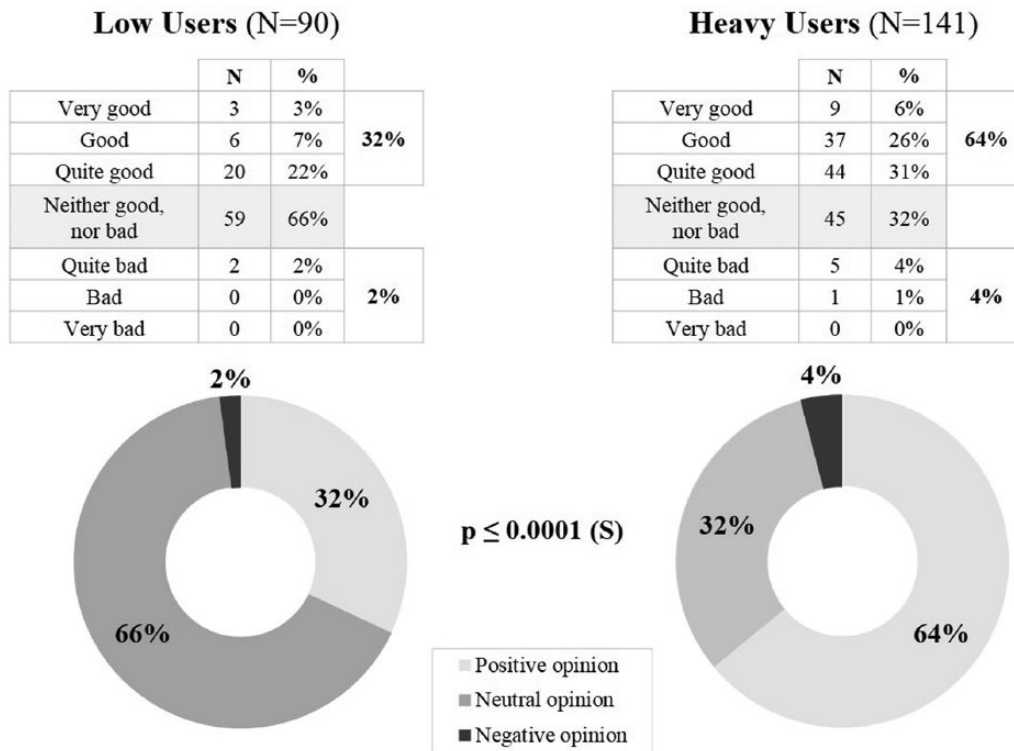 Low Users (N=90)
N %
Very good 3 3%
Good 6 7% 32%
Quite good 20 22%
Neither good,
nor bad 59 66%
Quite bad 2 2%
Bad 0 0% 2%
Very bad 0 0%
Heavy Users (N=141)
N %
Very good 9 6%
Good 37 26% 64%
Quite good 44 31%
Neither good,
nor bad 45 32%
Quite bad 5 4%
Bad 1 1% 4%
Very bad 0 0%
2%
32%
66%
p ≤ 0.0001 (S)
4%
32%
64%
Positive opinion
Neutral opinion
Negative opinion